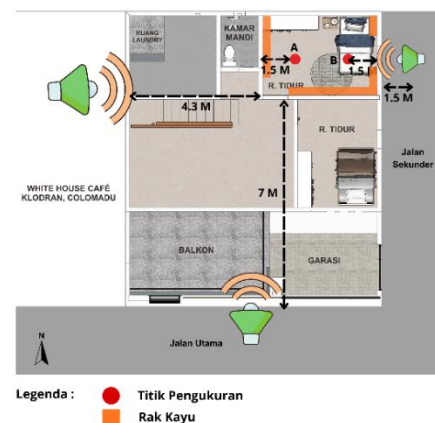 RUANG
LAUNDRY
KAMAR
MANDI
A
B
1.5 M
1.5 M
R. TIDUR
1.5 M
4.3 M
R. TIDUR
Jalan
Sekunder
WHITE HOUSE CAFÉ
KLODRAN, COLOMADU
7 M
BALKON
GARASI
N
Jalan Utama
Legenda :
Titik Pengukuran
Rak Kayu